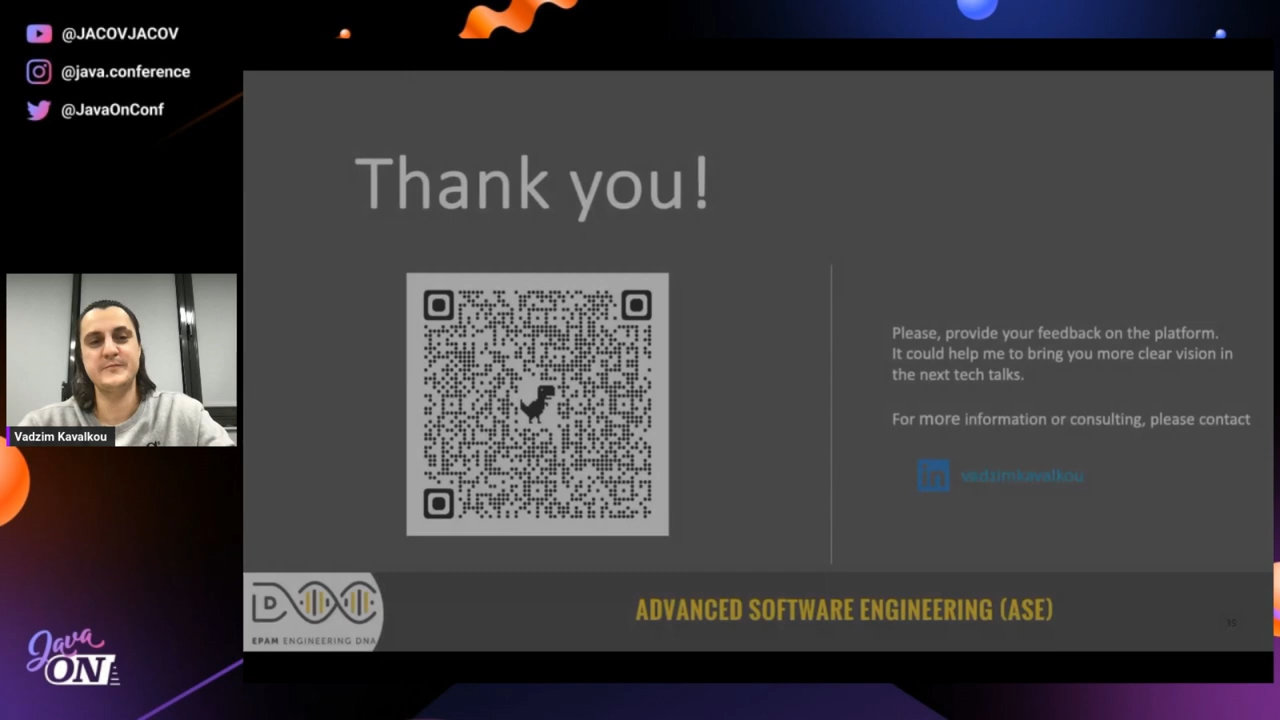 @JACOVJACOV
@java.conference
@JavaOnConf
Thank you!
Please, provide your feedback on the platform.
It could help me to bring you more clear vision in
the next tech talks.
For more information or consulting, please contact
in vadzimkavalkou
Vadzim Kavalkou
EPAM ENGINEERING DNA
ADVANCED SOFTWARE ENGINEERING (ASE)
15
Java
ON